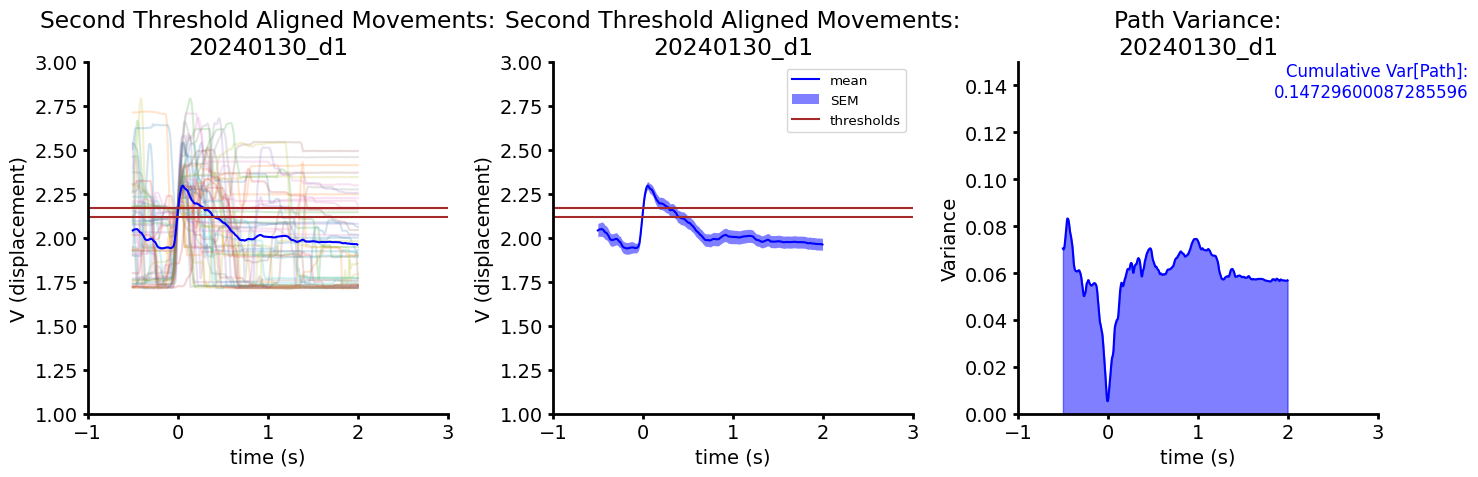 Second Threshold Aligned Movements:
20240130_d1
3.00
2.75
2.50
2.25
2.00
1.75
1.50
1.25
1.00
V (displacement)
−1
0
1
2
3
time (s)
Second Threshold Aligned Movements:
20240130_d1
mean
SEM
thresholds
3.00
2.75
2.50
2.25
2.00
1.75
1.50
1.25
1.00
V (displacement)
−1
0
1
2
3
time (s)
Path Variance:
20240130_d1
Cumulative Var[Path]:
0.147296000087285596
0.14
0.12
0.10
0.08
0.06
0.04
0.02
0.00
Variance
−1
0
1
2
3
time (s)